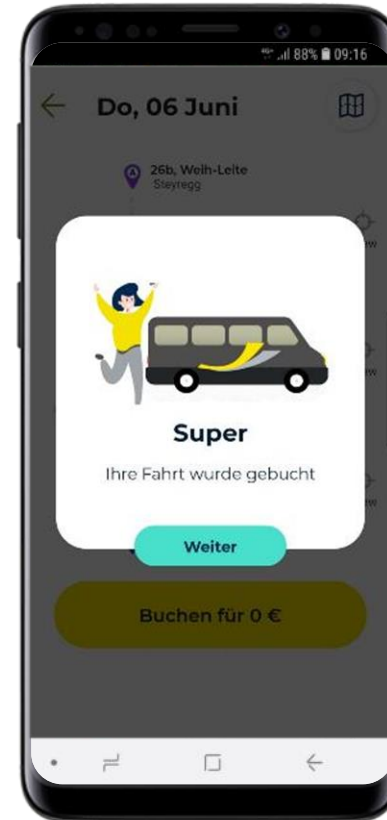 88% 09:16
Do, 06 Juni
26b, Weih-Leite
Steyregg
Super
Ihre Fahrt wurde gebucht
Weiter
Buchen für 0 €